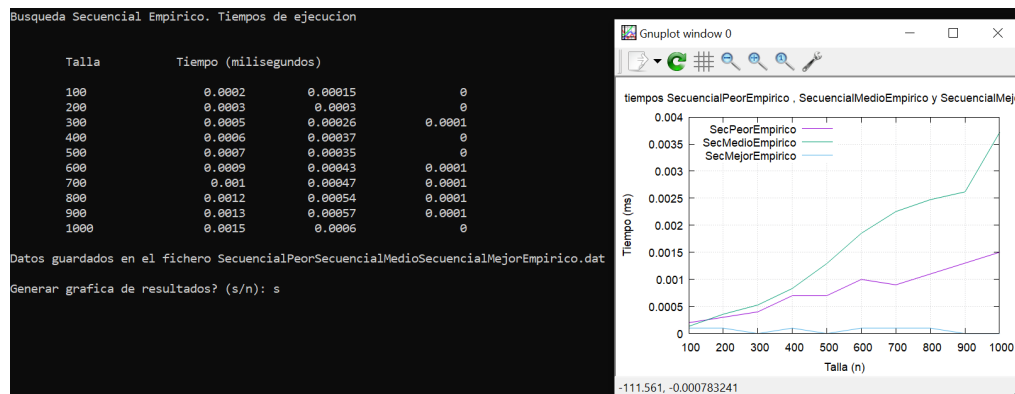 Busqueda Secuencial Empirico. Tiempos de ejecucion
Talla Tiempo (milisegundos)
100 0.0002 0.00015 0
200 0.0003 0.0003 0
300 0.0005 0.00026 0.0001
400 0.0006 0.00037 0
500 0.0007 0.00035 0
600 0.0009 0.00043 0.0001
700 0.001 0.00047 0.0001
800 0.0012 0.00054 0.0001
900 0.0013 0.00057 0.0001
1000 0.0015 0.0006 0
Datos guardados en el fichero SecuencialPeorSecuencialMedioSecuencialMejorEmpirico.dat
Generar grafica de resultados? (s/n): s
Gnuplot window 0
tiempos SecuencialPeorEmpirico , SecuencialMedioEmpirico y SecuencialMej
SecPeorEmpirico
SecMedioEmpirico
SecMejorEmpirico
0.004
0.0035
0.003
0.0025
0.002
0.0015
0.001
0.0005
0
Tiempo (ms)
100 200 300 400 500 600 700 800 900 1000
Talla (n)
-111.561, -0.000783241